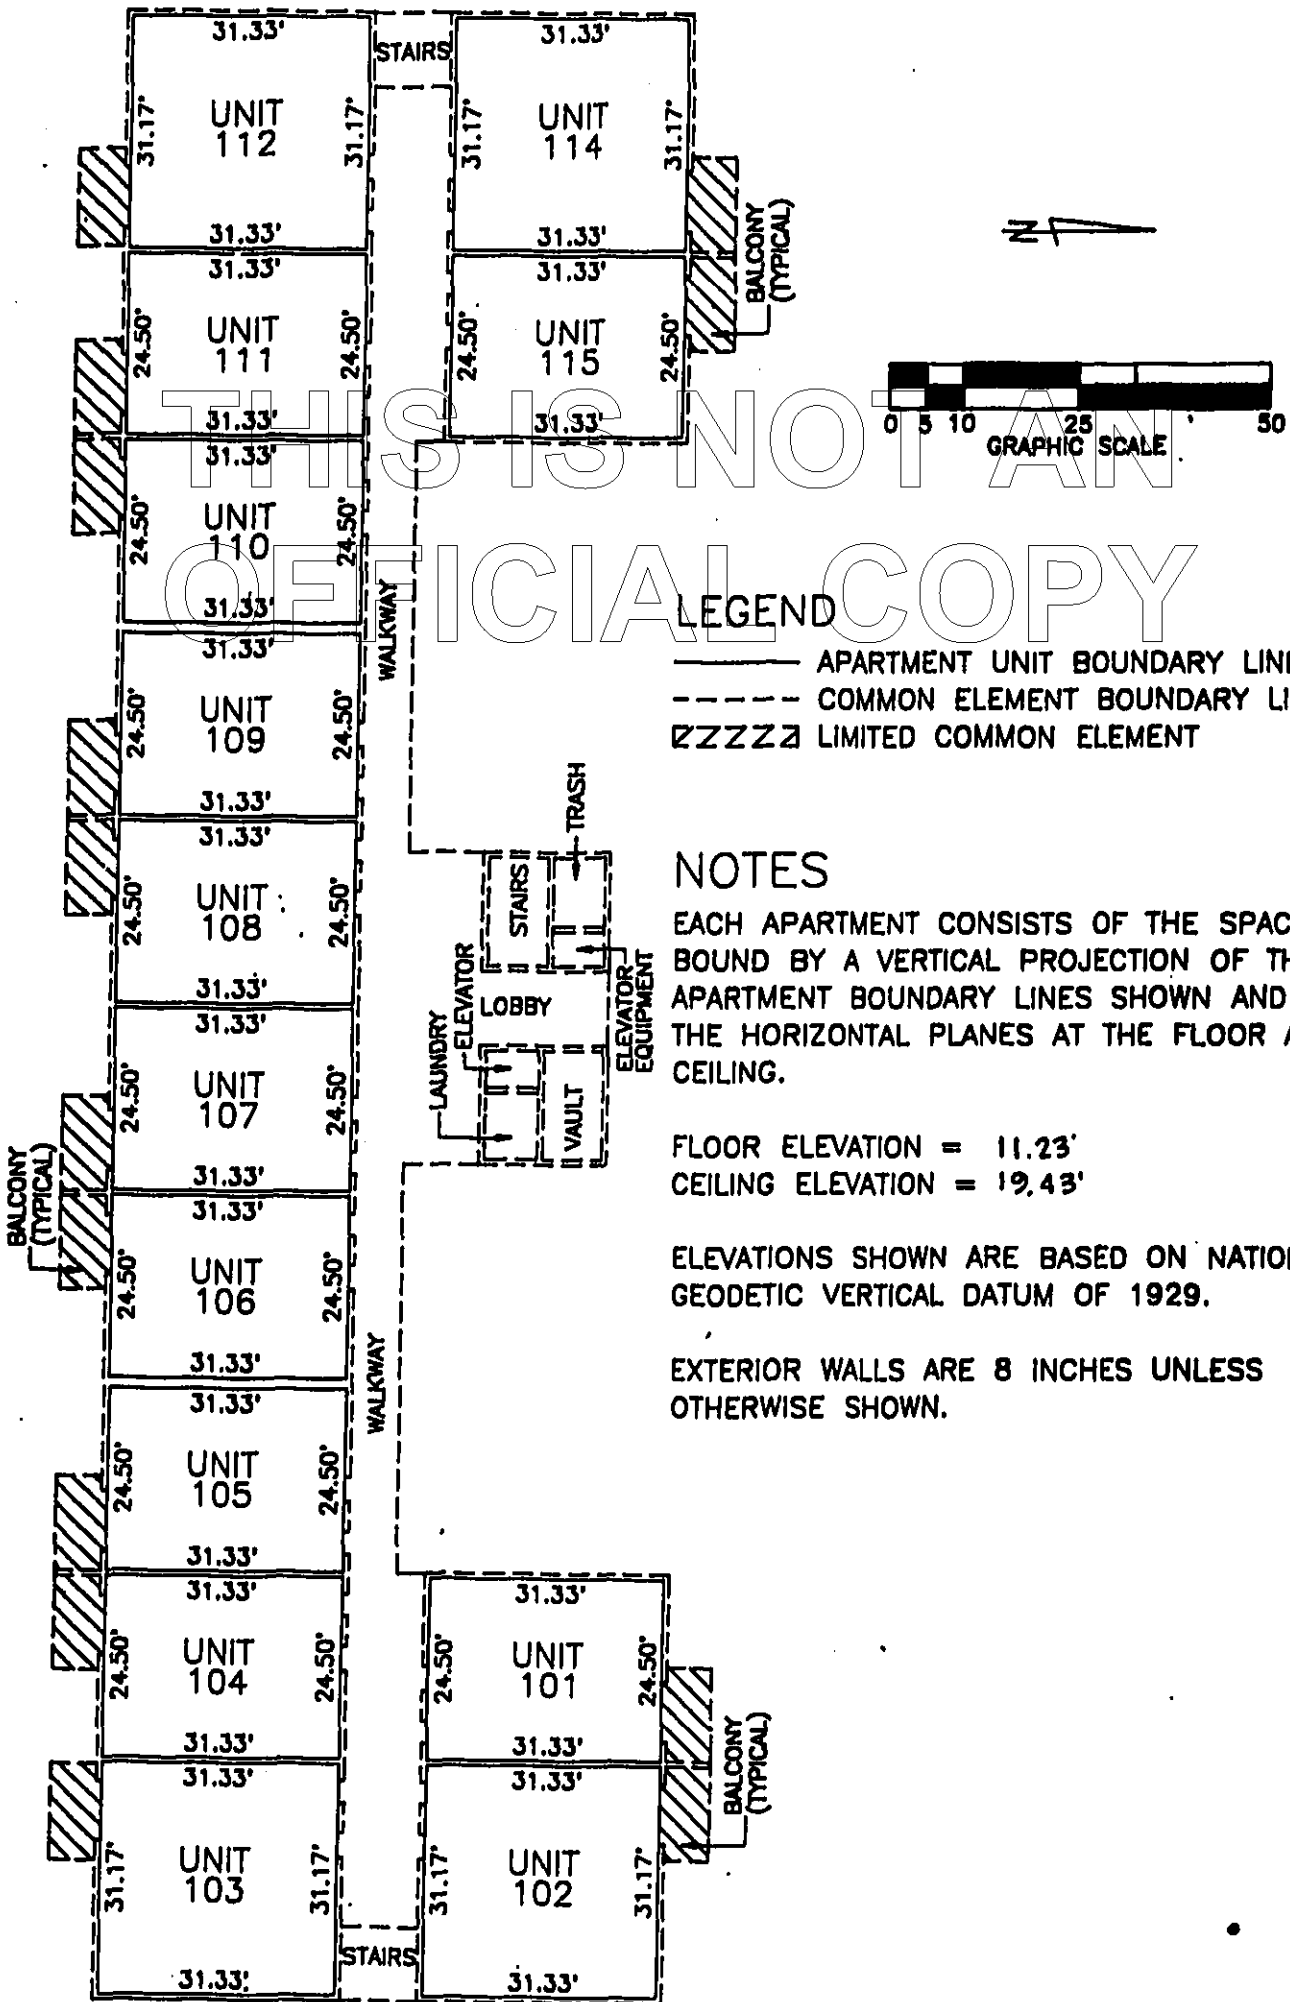 31.33'
STAIRS
31.33'
31.17'
UNIT
112
31.17'
31.17'
UNIT
114
31.17'
31.33'
31.33'
BALCONY
(TYPICAL)
N
31.33'
31.33'
24.50'
UNIT
111
24.50'
24.50'
UNIT
115
24.50'
31.33'
31.33'
0 5 10 25 50
GRAPHIC SCALE
THIS IS NOT AN
OFFICIAL COPY
31.33'
24.50'
UNIT
110
24.50'
31.33'
WALKWAY
LEGEND
APARTMENT UNIT BOUNDARY LIN
COMMON ELEMENT BOUNDARY LI
LIMITED COMMON ELEMENT
31.33'
24.50'
UNIT
109
24.50'
31.33'
31.33'
24.50'
UNIT
108
24.50'
31.33'
TRASH
STAIRS
ELEVATOR
LOBBY
ELEVATOR
EQUIPMENT
LAUNDRY
VAULT
NOTES
EACH APARTMENT CONSISTS OF THE SPAC
BOUND BY A VERTICAL PROJECTION OF TH
APARTMENT BOUNDARY LINES SHOWN AND
THE HORIZONTAL PLANES AT THE FLOOR A
CEILING.
FLOOR ELEVATION = 11.23'
CEILING ELEVATION = 19.43'
ELEVATIONS SHOWN ARE BASED ON NATIO
GEODETIC VERTICAL DATUM OF 1929.
EXTERIOR WALLS ARE 8 INCHES UNLESS
OTHERWISE SHOWN.
31.33'
24.50'
UNIT
107
24.50'
31.33'
BALCONY
(TYPICAL)
31.33'
24.50'
UNIT
106
24.50'
31.33'
WALKWAY
31.33'
24.50'
UNIT
105
24.50'
31.33'
31.33'
24.50'
UNIT
104
24.50'
31.33'
31.33'
24.50'
UNIT
101
24.50'
31.33'
BALCONY
(TYPICAL)
31.33'
31.17'
UNIT
103
31.17'
31.33'
31.33'
31.17'
UNIT
102
31.17'
31.33'
STAIRS